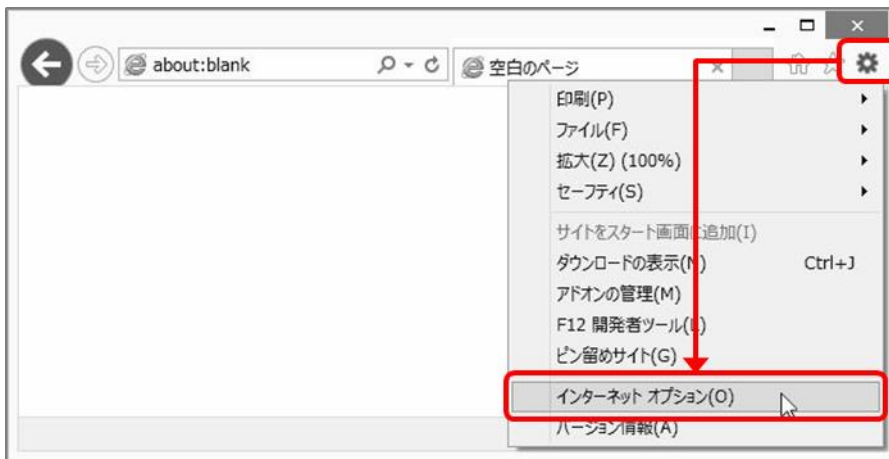 about:blank
空白のページ
印刷(P)
ファイル(F)
拡大(Z) (100%)
セーフティ(S)
サイトをスタート画面に追加(I)
ダウンロードの表示(N) Ctrl+J
アドオンの管理(M)
F12 開発者ツール(L)
ピン留めサイト(G)
インターネット オプション(O)
バージョン情報(A)